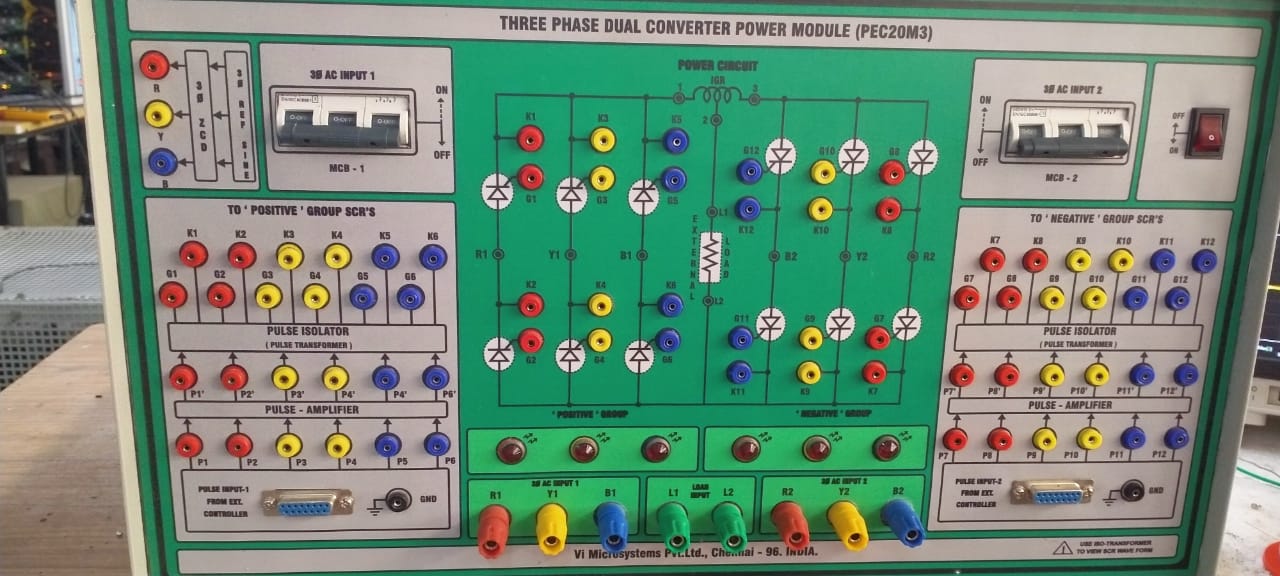 THREE PHASE DUAL CONVERTER POWER MODULE (PEC20M3)
R
Y
B
3Ø ZCD
3Ø REF SINE
3Ø AC INPUT 1
ON
OFF
MCB - 1
O-OFF O-OFF O-OFF
POWER CIRCUIT
IGR
1 3
2
K1 K3 K5
G1 G3 G5
R1 Y1 B1
K2 K4 K6
G2 G4 G6
L1
EXTERNAL
LOAD
L2
G12 G10 G8
K12 K10 K8
B2 Y2 R2
G11 G9 G7
K11 K9 K7
' POSITIVE ' GROUP
' NEGATIVE ' GROUP
3Ø AC INPUT 2
ON
OFF
MCB - 2
OFF
ON
TO ' POSITIVE ' GROUP SCR'S
K1 K2 K3 K4 K5 K6
G1 G2 G3 G4 G5 G6
PULSE ISOLATOR
( PULSE TRANSFORMER )
P1' P2' P3' P4' P4' P6'
PULSE - AMPLIFIER
P1 P2 P3 P4 P5 P6
PULSE INPUT-1
FROM EXT.
CONTROLLER
GND
TO ' NEGATIVE ' GROUP SCR'S
K7 K8 K9 K10 K11 K12
G7 G8 G9 G10 G11 G12
PULSE ISOLATOR
( PULSE TRANSFORMER )
P7' P8' P9' P10' P11' P12'
PULSE - AMPLIFIER
P7 P8 P9 P10 P11 P12
PULSE INPUT-2
FROM EXT.
CONTROLLER
GND
3Ø AC INPUT 1
R1 Y1 B1
LOAD
INPUT
L1 L2
3Ø AC INPUT 2
R2 Y2 B2
Vi Microsystems Pvt.Ltd., Chennai - 96. INDIA.
USE ISO-TRANSFORMER
TO VIEW SCR WAVE FORM